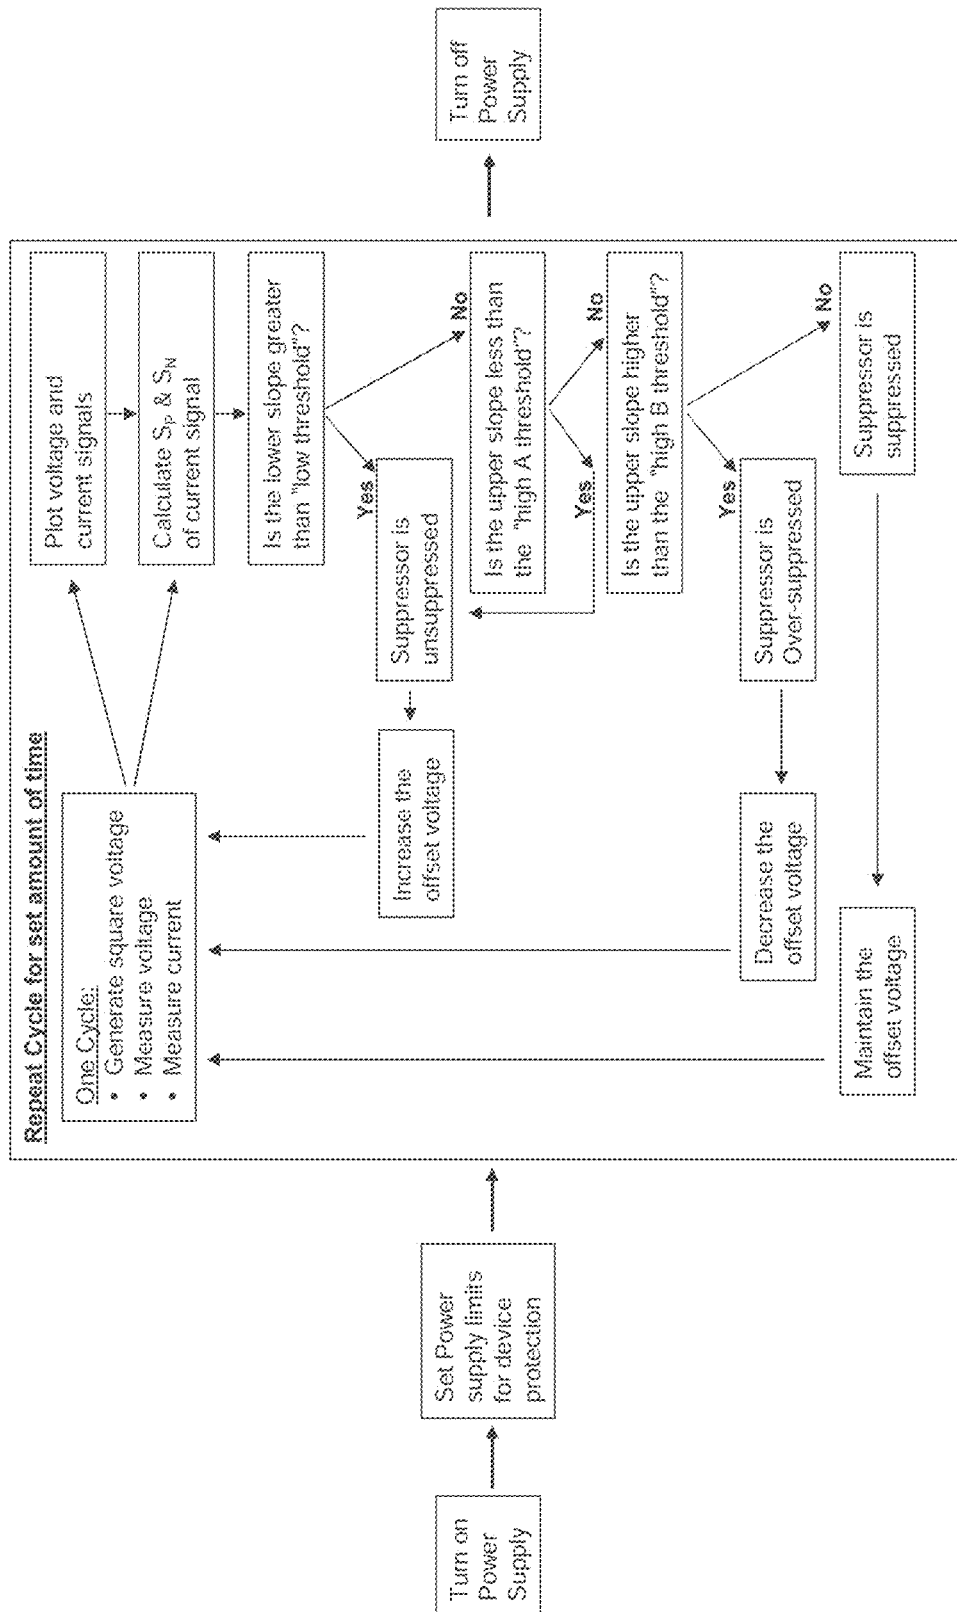 Turn on
Power
Supply
Set Power
supply limits
for device
protection
Repeat Cycle for set amount of time
One Cycle:
• Generate square voltage
• Measure voltage
• Measure current
Plot voltage and
current signals
Calculate SP & SN
of current signal
Is the lower slope greater
than "low threshold"?
Yes
No
Suppressor is
unsuppressed
Increase the
offset voltage
Is the upper slope less than
the "high A threshold"?
Yes
No
Is the upper slope higher
than the "high B threshold"?
Yes
No
Suppressor is
Over-suppressed
Decrease the
offset voltage
Suppressor is
suppressed
Maintain the
offset voltage
Turn off
Power
Supply